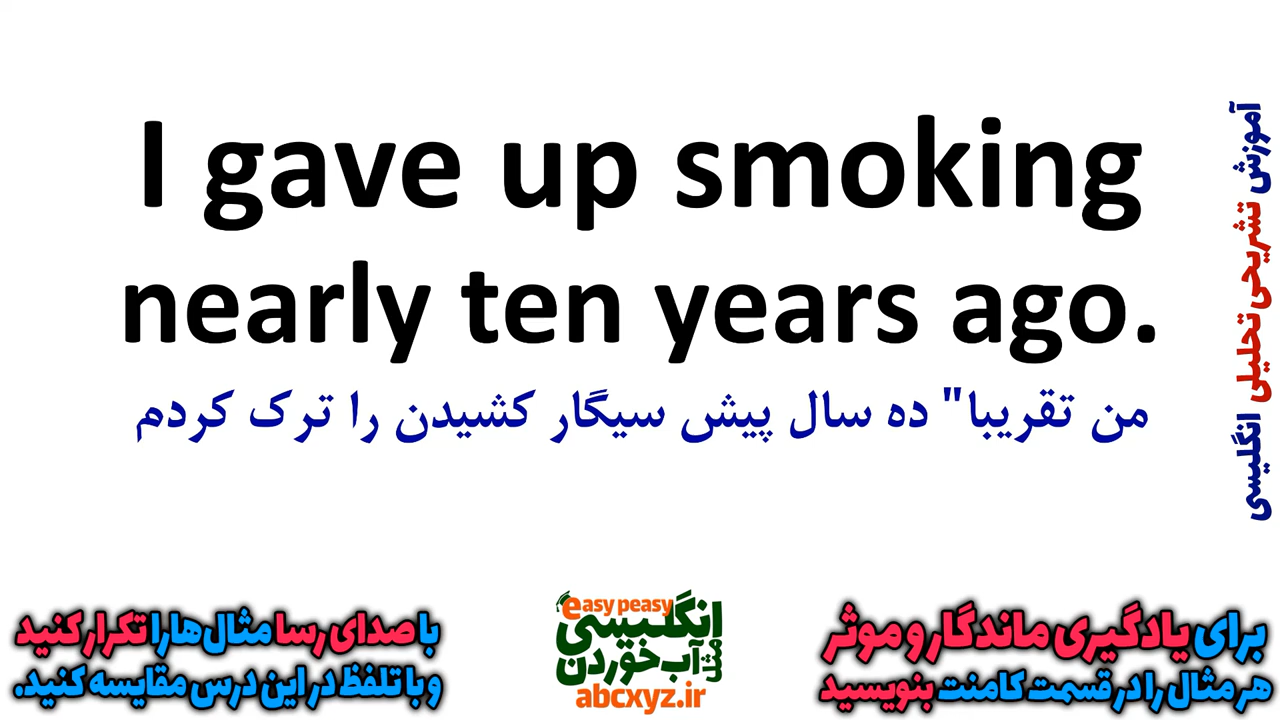 I gave up smoking
nearly ten years ago.
من تقریبا" ده سال پیش سیگار کشیدن را ترک کردم
آموزش تشریحی تحلیلی انگلیسی
برای یادگیری ماندگار و موثر
هر مثال را در قسمت کامنت بنویسید
easy peasy
انگلیسی
مثل آب خوردن
abcxyz.ir
با صدای رسا مثال‌ها را تکرار کنید
و با تلفظ در این درس مقایسه کنید.